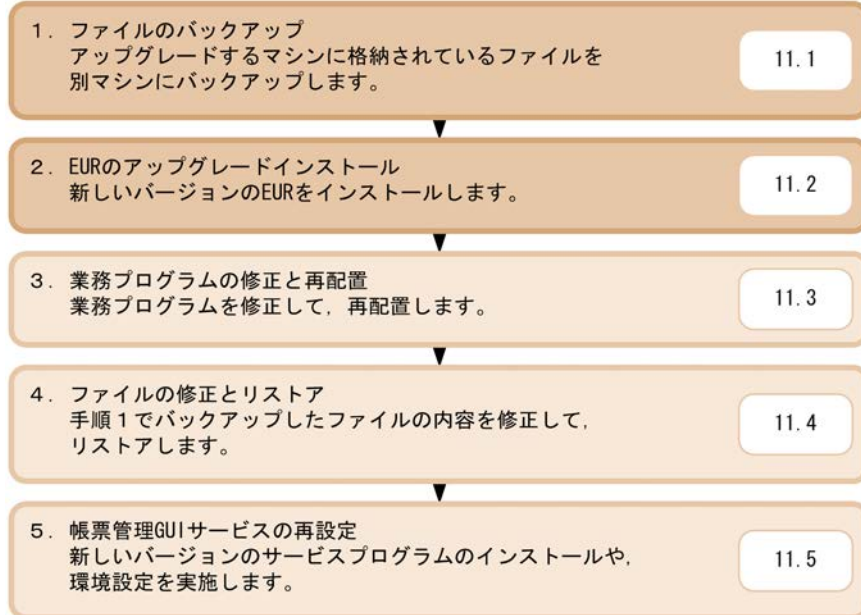 1. ファイルのバックアップ
アップグレードするマシンに格納されているファイルを
別マシンにバックアップします。
11.1
2. EURのアップグレードインストール
新しいバージョンのEURをインストールします。
11.2
3. 業務プログラムの修正と再配置
業務プログラムを修正して，再配置します。
11.3
4. ファイルの修正とリストア
手順１でバックアップしたファイルの内容を修正して，
リストアします。
11.4
5. 帳票管理GUIサービスの再設定
新しいバージョンのサービスプログラムのインストールや，
環境設定を実施します。
11.5